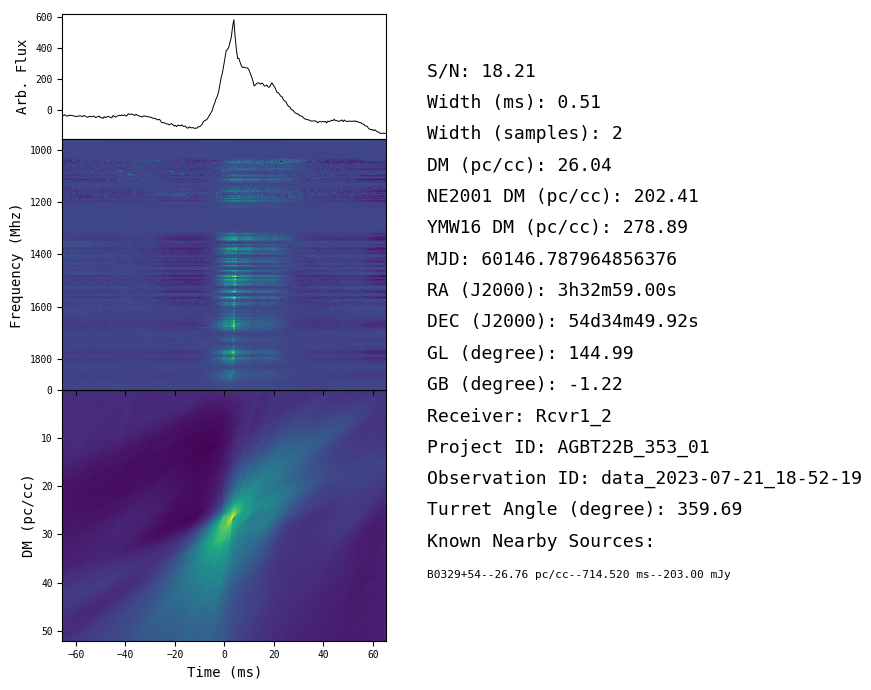 600
400
200
0
Arb. Flux
1000
1200
1400
1600
1800
Frequency (Mhz)
0
10
20
30
40
50
DM (pc/cc)
−60 −40 −20 0 20 40 60
Time (ms)
S/N: 18.21
Width (ms): 0.51
Width (samples): 2
DM (pc/cc): 26.04
NE2001 DM (pc/cc): 202.41
YMW16 DM (pc/cc): 278.89
MJD: 60146.787964856376
RA (J2000): 3h32m59.00s
DEC (J2000): 54d34m49.92s
GL (degree): 144.99
GB (degree): -1.22
Receiver: Rcvr1_2
Project ID: AGBT22B_353_01
Observation ID: data_2023-07-21_18-52-19
Turret Angle (degree): 359.69
Known Nearby Sources:
B0329+54--26.76 pc/cc--714.520 ms--203.00 mJy